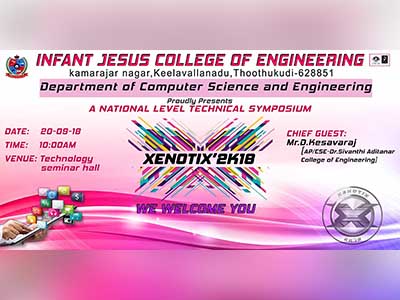 INFANT JESUS COLLEGE OF ENGINEERING
kamarajar nagar,Keelavallanadu,Thoothukudi-628851
Department of Computer Science and Engineering
Proudly Presents
A NATIONAL LEVEL TECHNICAL SYMPOSIUM
DATE: 20-09-18
TIME: 10:00AM
VENUE: Technology
seminar hall
XENOTIX'2K18
WE WELCOME YOU
CHIEF GUEST:
Mr.D.Kesavaraj
[AP/CSE-Dr.Sivanthi Aditanar
College of Engineering]
XENOTIX
2K18